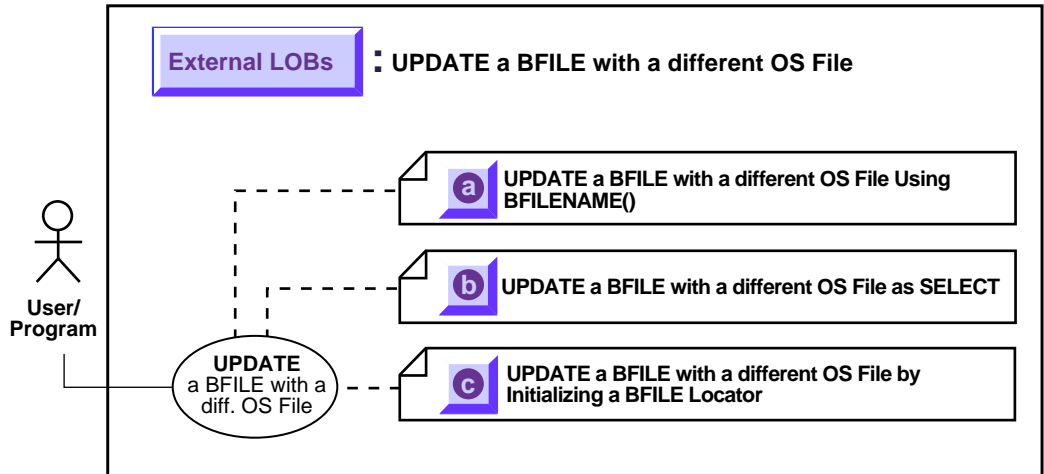 External LOBs : UPDATE a BFILE with a different OS File
a UPDATE a BFILE with a different OS File Using
BFILENAME()
b UPDATE a BFILE with a different OS File as SELECT
User/
Program
UPDATE
a BFILE with a
diff. OS File
c UPDATE a BFILE with a different OS File by
Initializing a BFILE Locator